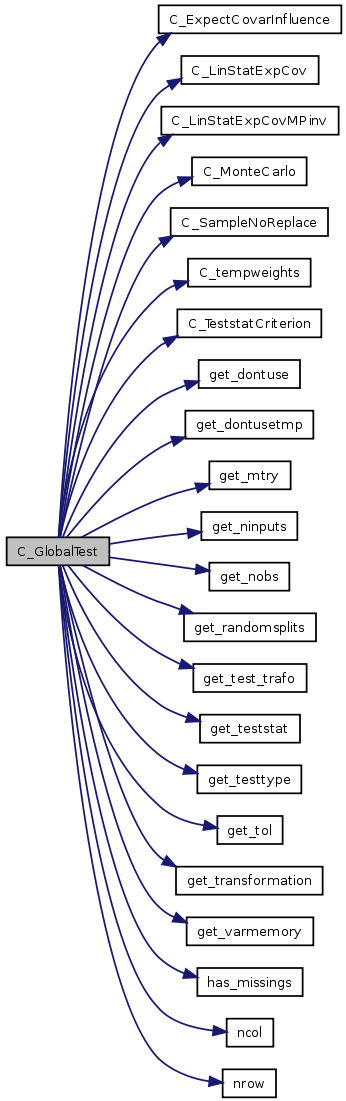 C_ExpectCovarInfluence
C_LinStatExpCov
C_LinStatExpCovMPinv
C_MonteCarlo
C_SampleNoReplace
C_tempweights
C_TeststatCriterion
get_dontuse
get_dontusetmp
get_mtry
get_ninputs
C_GlobalTest
get_nobs
get_randomsplits
get_test_trafo
get_teststat
get_testtype
get_tol
get_transformation
get_varmemory
has_missings
ncol
nrow